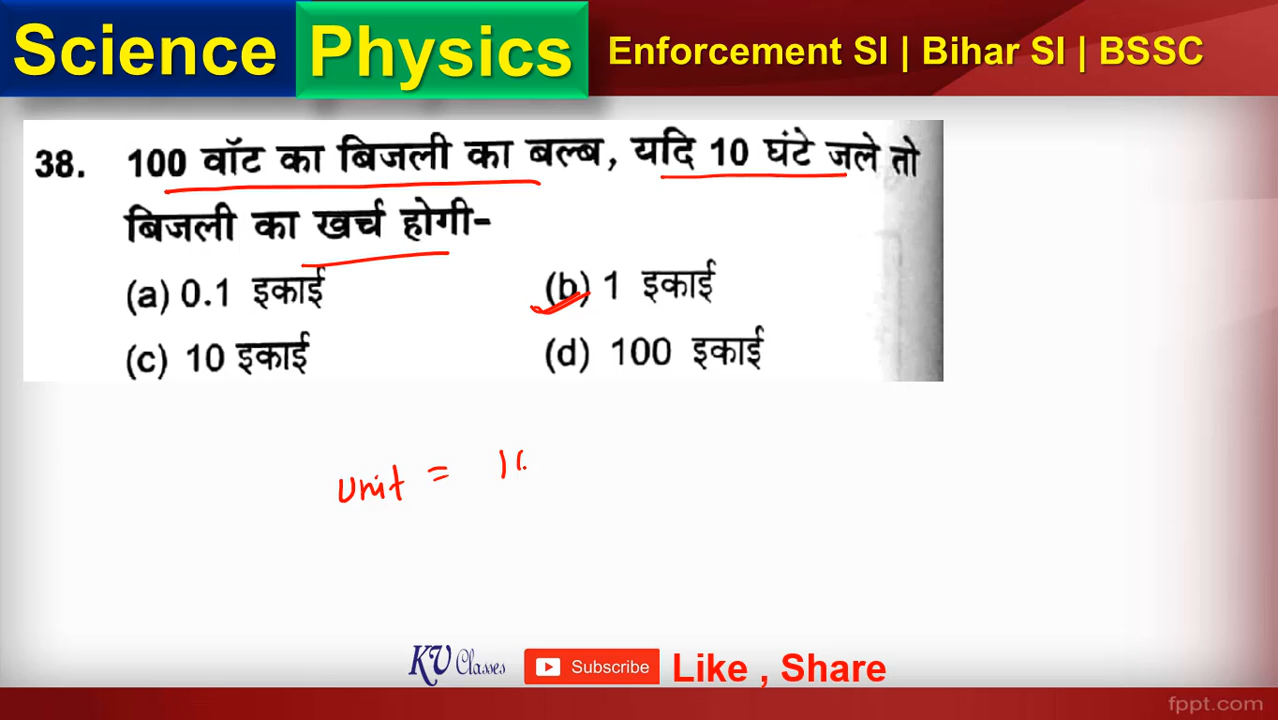 Science Physics Enforcement SI | Bihar SI | BSSC
38. 100 वॉट का बिजली का बल्ब, यदि 10 घंटे जले तो
बिजली का खर्च होगी-
(a) 0.1 इकाई (b) 1 इकाई
(c) 10 इकाई (d) 100 इकाई
unit = 10
KV Classes Subscribe Like , Share
fppt.com